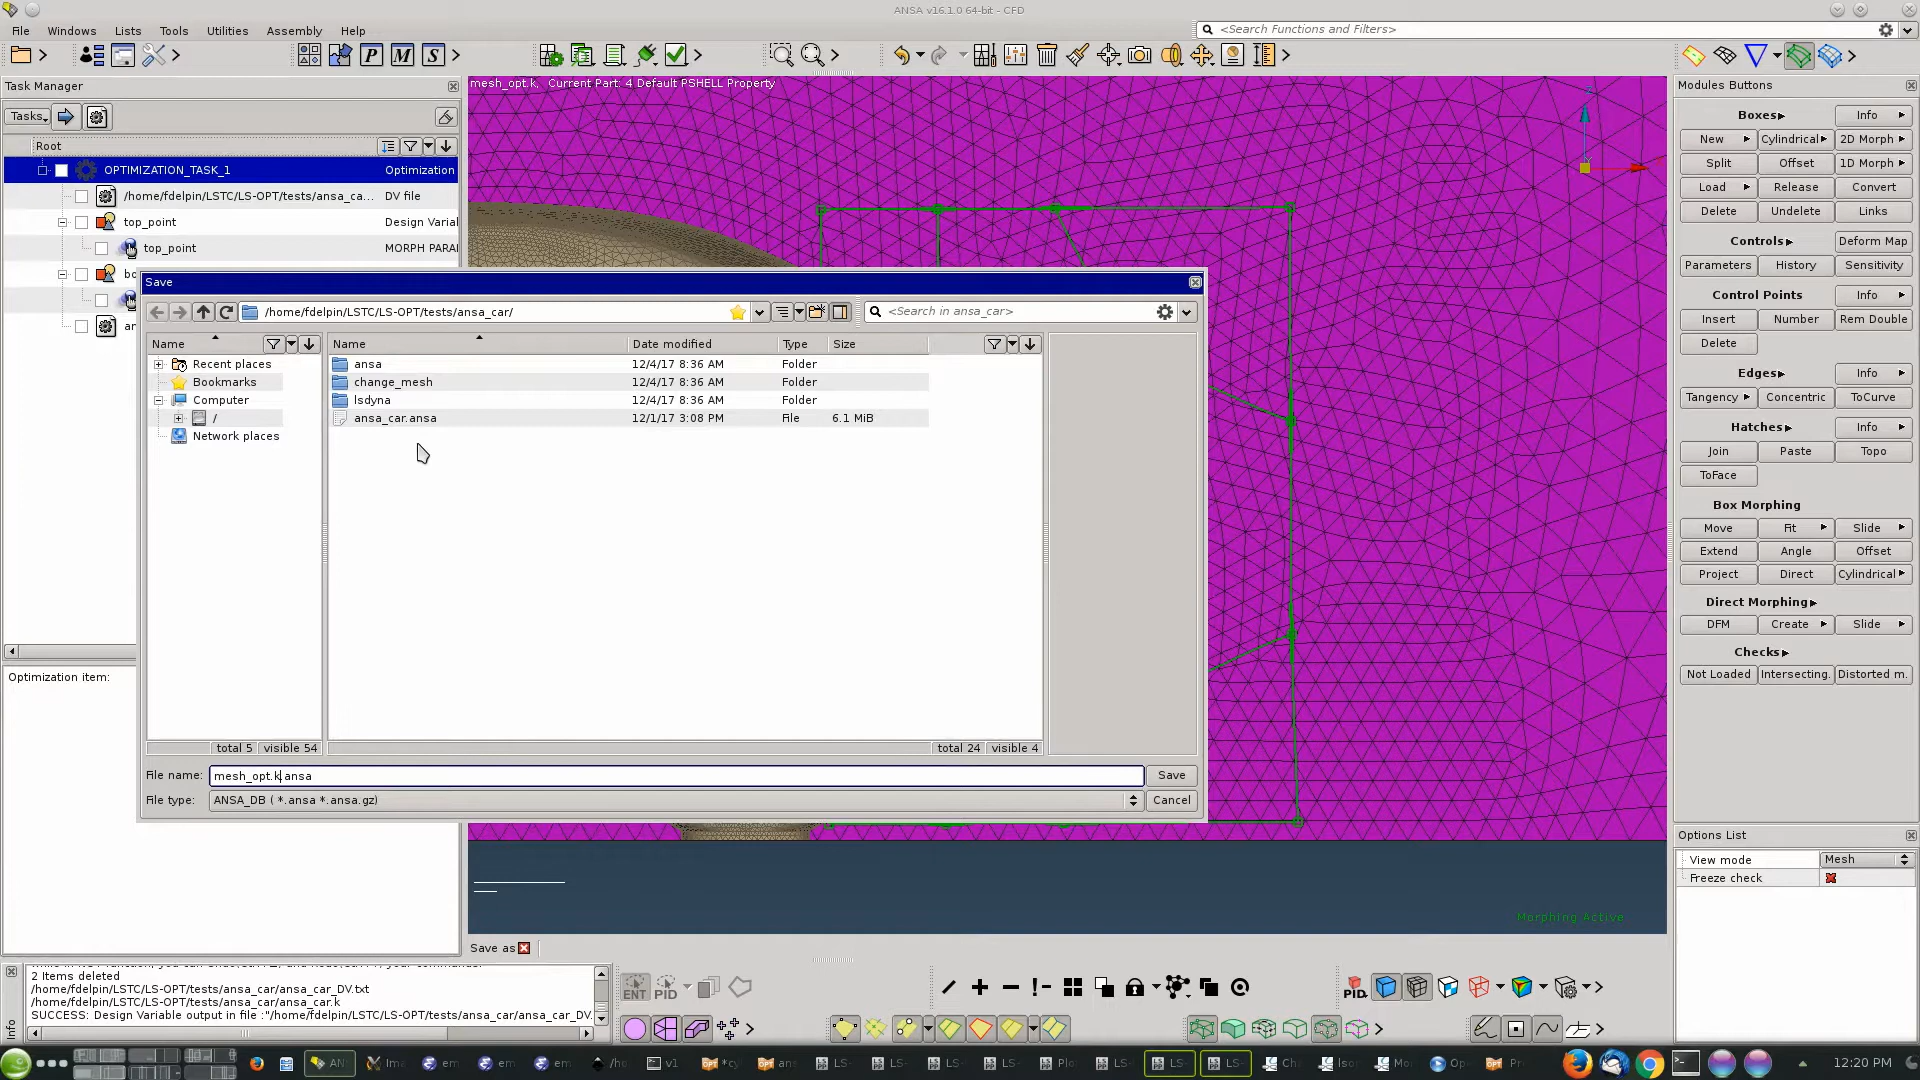 ANSA v16.1.0 64-bit - CFD
File Windows Lists Tools Utilities Assembly Help
<Search Functions and Filters>
P M S
Task Manager
Tasks
Root
OPTIMIZATION_TASK_1 Optimization
/home/fdelpin/LSTC/LS-OPT/tests/ansa_ca... DV file
top_point Design Varial
top_point MORPH PARA
mesh_opt.k, Current Part: 4 Default PSHELL Property
Save
/home/fdelpin/LSTC/LS-OPT/tests/ansa_car/
<Search in ansa_car>
Name
Recent places
Bookmarks
Computer
/
Network places
total 5 visible 54
Name Date modified Type Size
ansa 12/4/17 8:36 AM Folder
change_mesh 12/4/17 8:36 AM Folder
lsdyna 12/4/17 8:36 AM Folder
ansa_car.ansa 12/1/17 3:08 PM File 6.1 MiB
total 24 visible 4
File name: mesh_opt.k.ansa Save
File type: ANSA_DB ( *.ansa *.ansa.gz) Cancel
Optimization item:
Morphing Active
Save as
2 Items deleted
/home/fdelpin/LSTC/LS-OPT/tests/ansa_car/ansa_car_DV.txt
/home/fdelpin/LSTC/LS-OPT/tests/ansa_car/ansa_car.k
SUCCESS: Design Variable output in file :"/home/fdelpin/LSTC/LS-OPT/tests/ansa_car/ansa_car_DV.
Info
ENT PID
PID
Modules Buttons
Boxes Info
New Cylindrical 2D Morph
Split Offset 1D Morph
Load Release Convert
Delete Undelete Links
Controls Deform Map
Parameters History Sensitivity
Control Points Info
Insert Number Rem Double
Delete
Edges Info
Tangency Concentric ToCurve
Hatches Info
Join Paste Topo
ToFace
Box Morphing
Move Fit Slide
Extend Angle Offset
Project Direct Cylindrical
Direct Morphing
DFM Create Slide
Checks
Not Loaded Intersecting. Distorted m.
Options List
View mode Mesh
Freeze check
12:20 PM